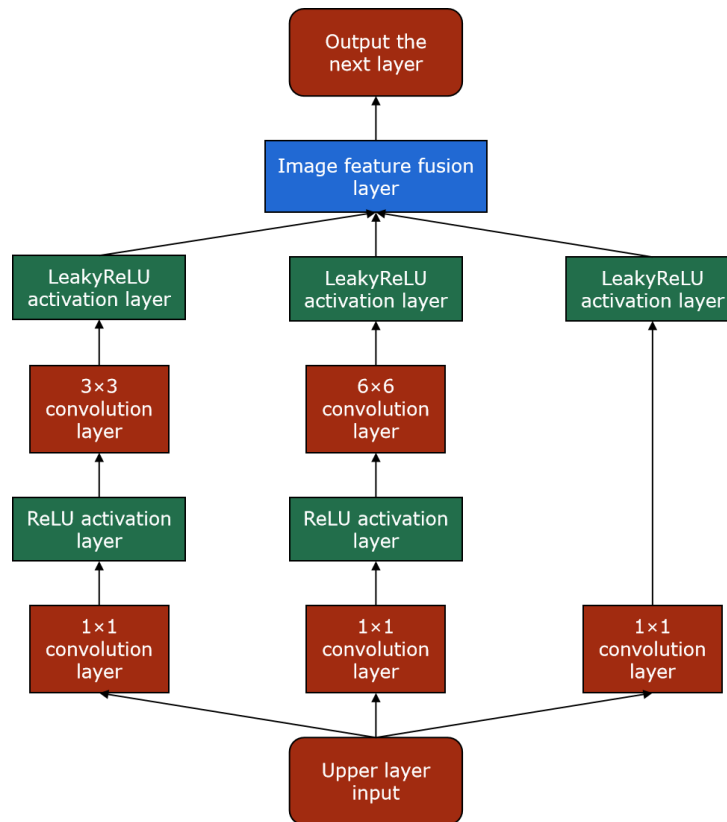 Output the
next layer
Image feature fusion
layer
LeakyReLU
activation layer
LeakyReLU
activation layer
LeakyReLU
activation layer
3×3
convolution
layer
6×6
convolution
layer
ReLU activation
layer
ReLU activation
layer
1×1
convolution
layer
1×1
convolution
layer
1×1
convolution
layer
Upper layer
input